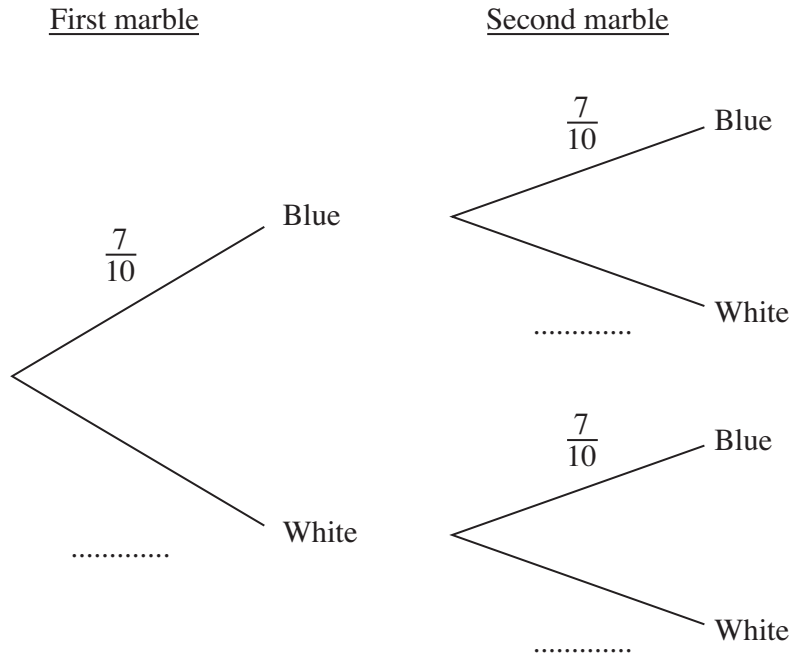 First marble
Second marble
7/10
Blue
7/10
Blue
White
.............
7/10
Blue
White
.............
White
.............